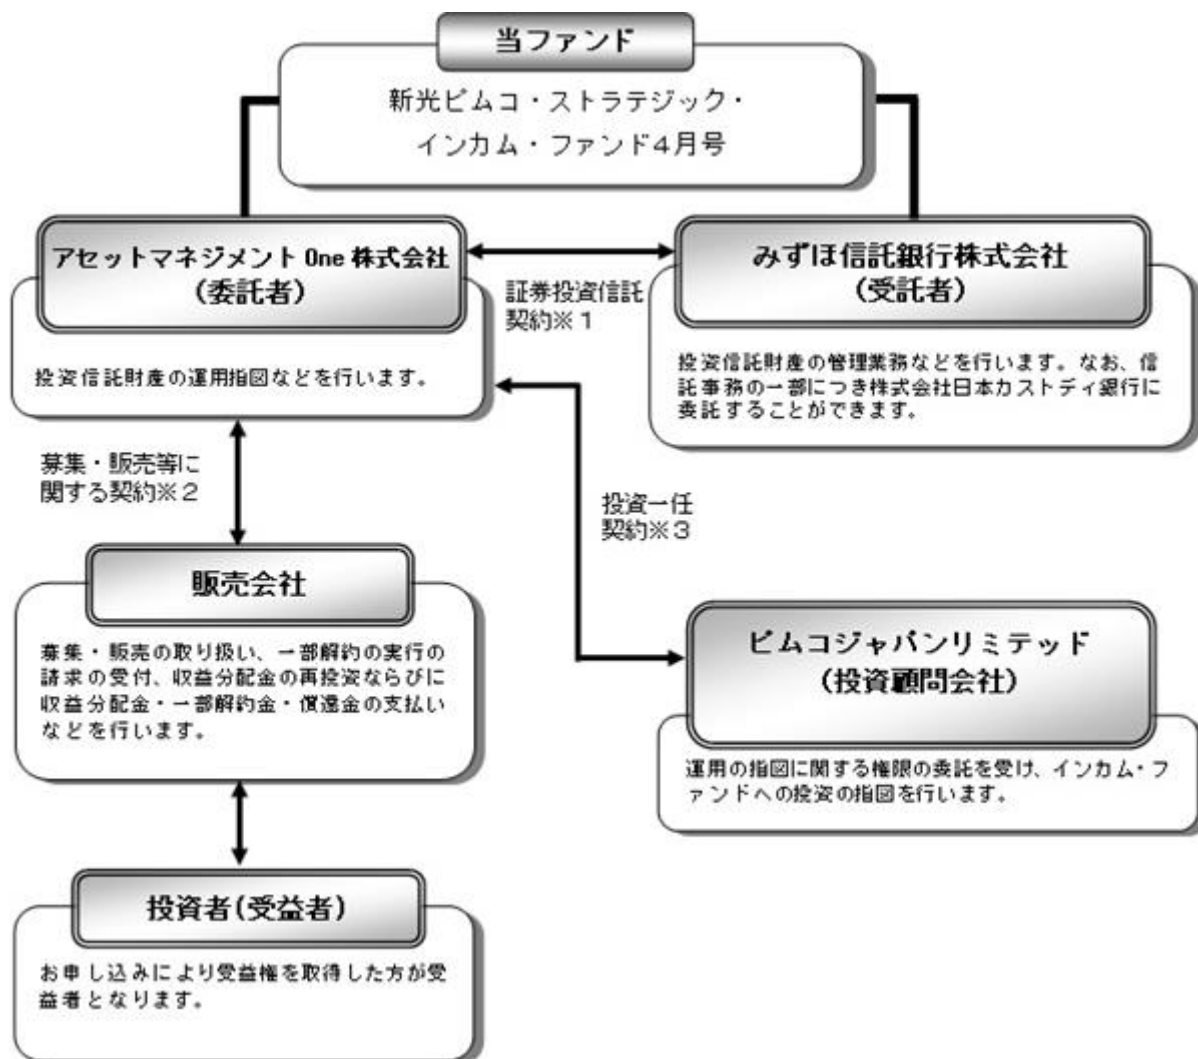 当ファンド
新光ピムコ・ストラテジック・
インカム・ファンド4月号
アセットマネジメント One 株式会社
(委託者)
投資信託財産の運用指図などを行います。
証券投資信託
契約※1
みずほ信託銀行株式会社
(受託者)
投資信託財産の管理業務などを行います。なお、信
託事務の一部につき株式会社日本カストディ銀行に
委託することができます。
募集・販売等に
関する契約※2
投資一任
契約※3
販売会社
募集・販売の取り扱い、一部解約の実行の
請求の受付、収益分配金の再投資ならびに
収益分配金・一部解約金・償還金の支払い
などを行います。
ピムコジャパンリミテッド
(投資顧問会社)
運用の指図に関する権限の委託を受け、インカム・フ
ァンドへの投資の指図を行います。
投資者(受益者)
お申し込みにより受益権を取得した方が受
益者となります。